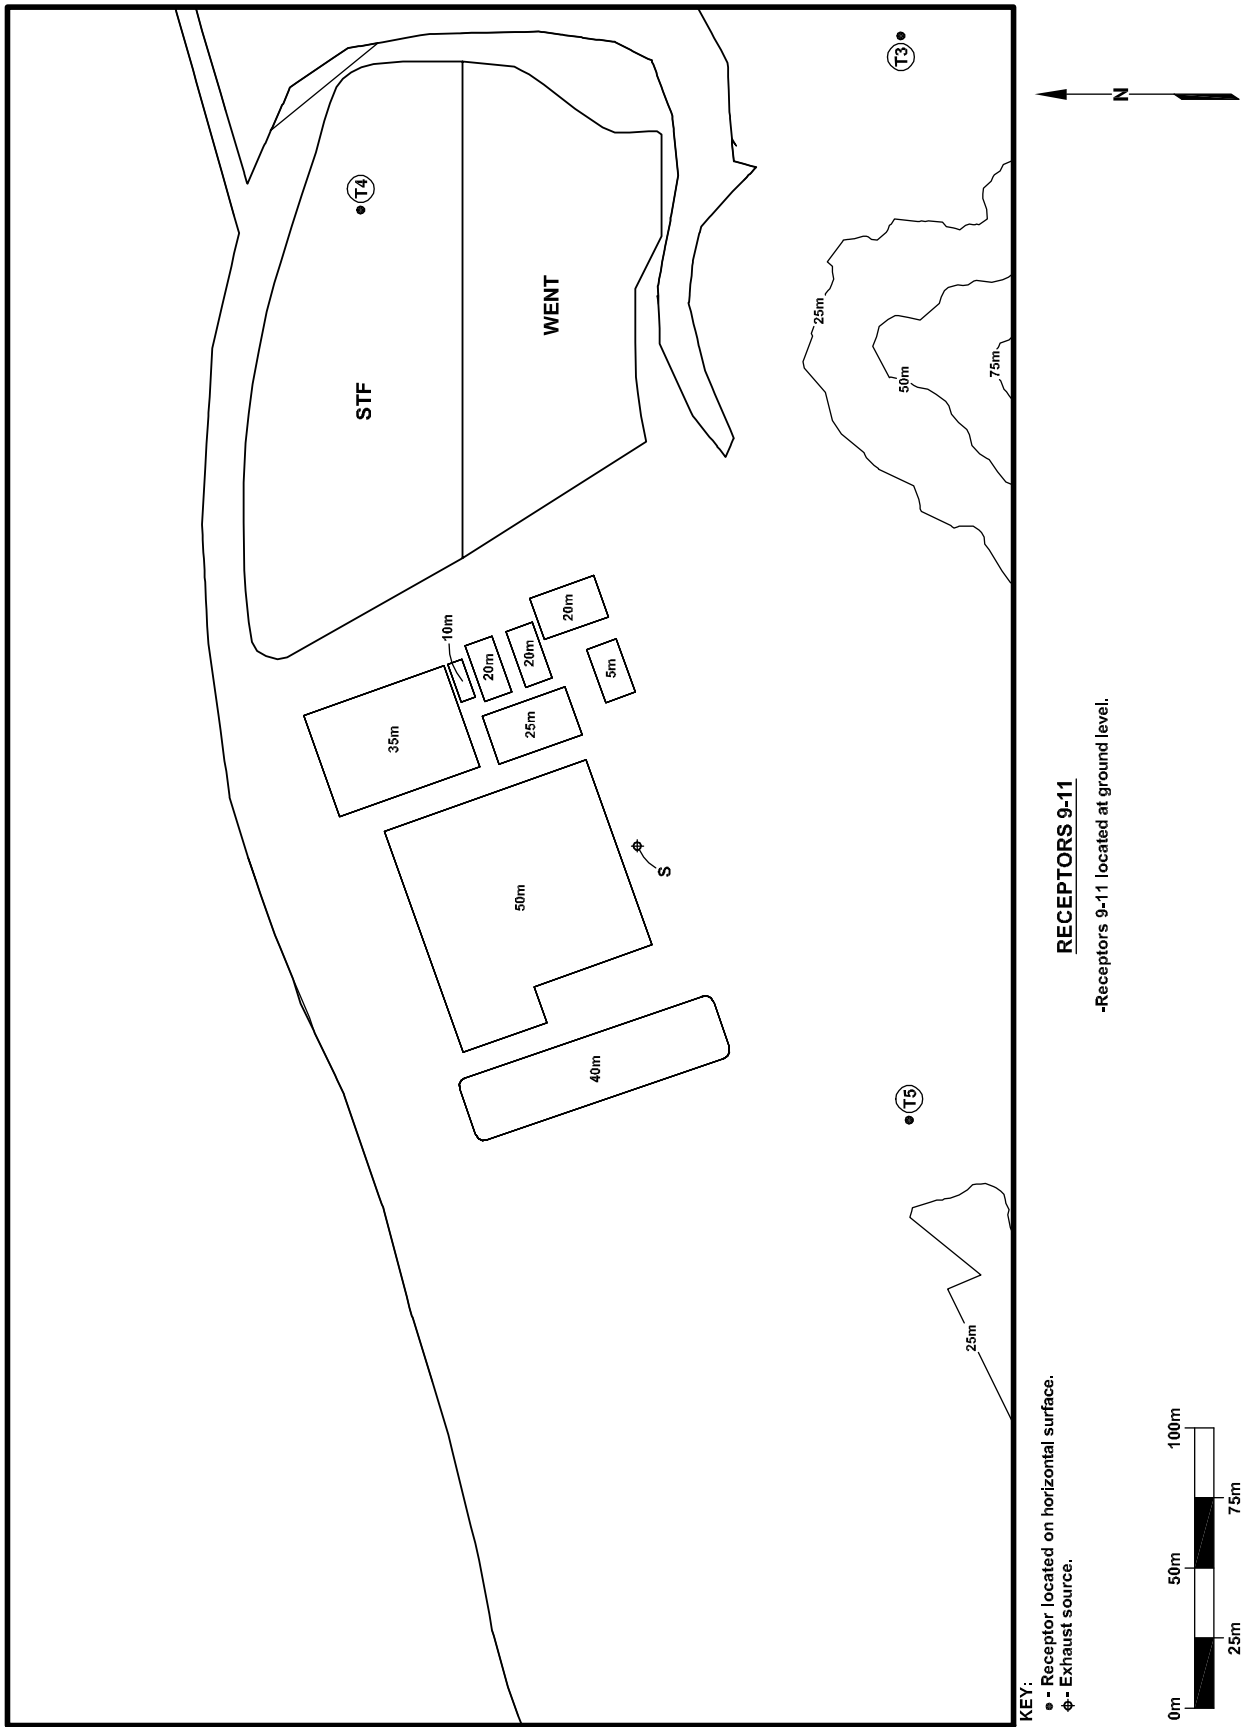 T3
T4
STF
WENT
25m
50m
75m
10m
20m
20m
20m
5m
35m
25m
50m
S
40m
T5
25m
N
RECEPTORS 9-11
-Receptors 9-11 located at ground level.
KEY:
- Receptor located on horizontal surface.
- Exhaust source.
0m 50m 100m
25m 75m